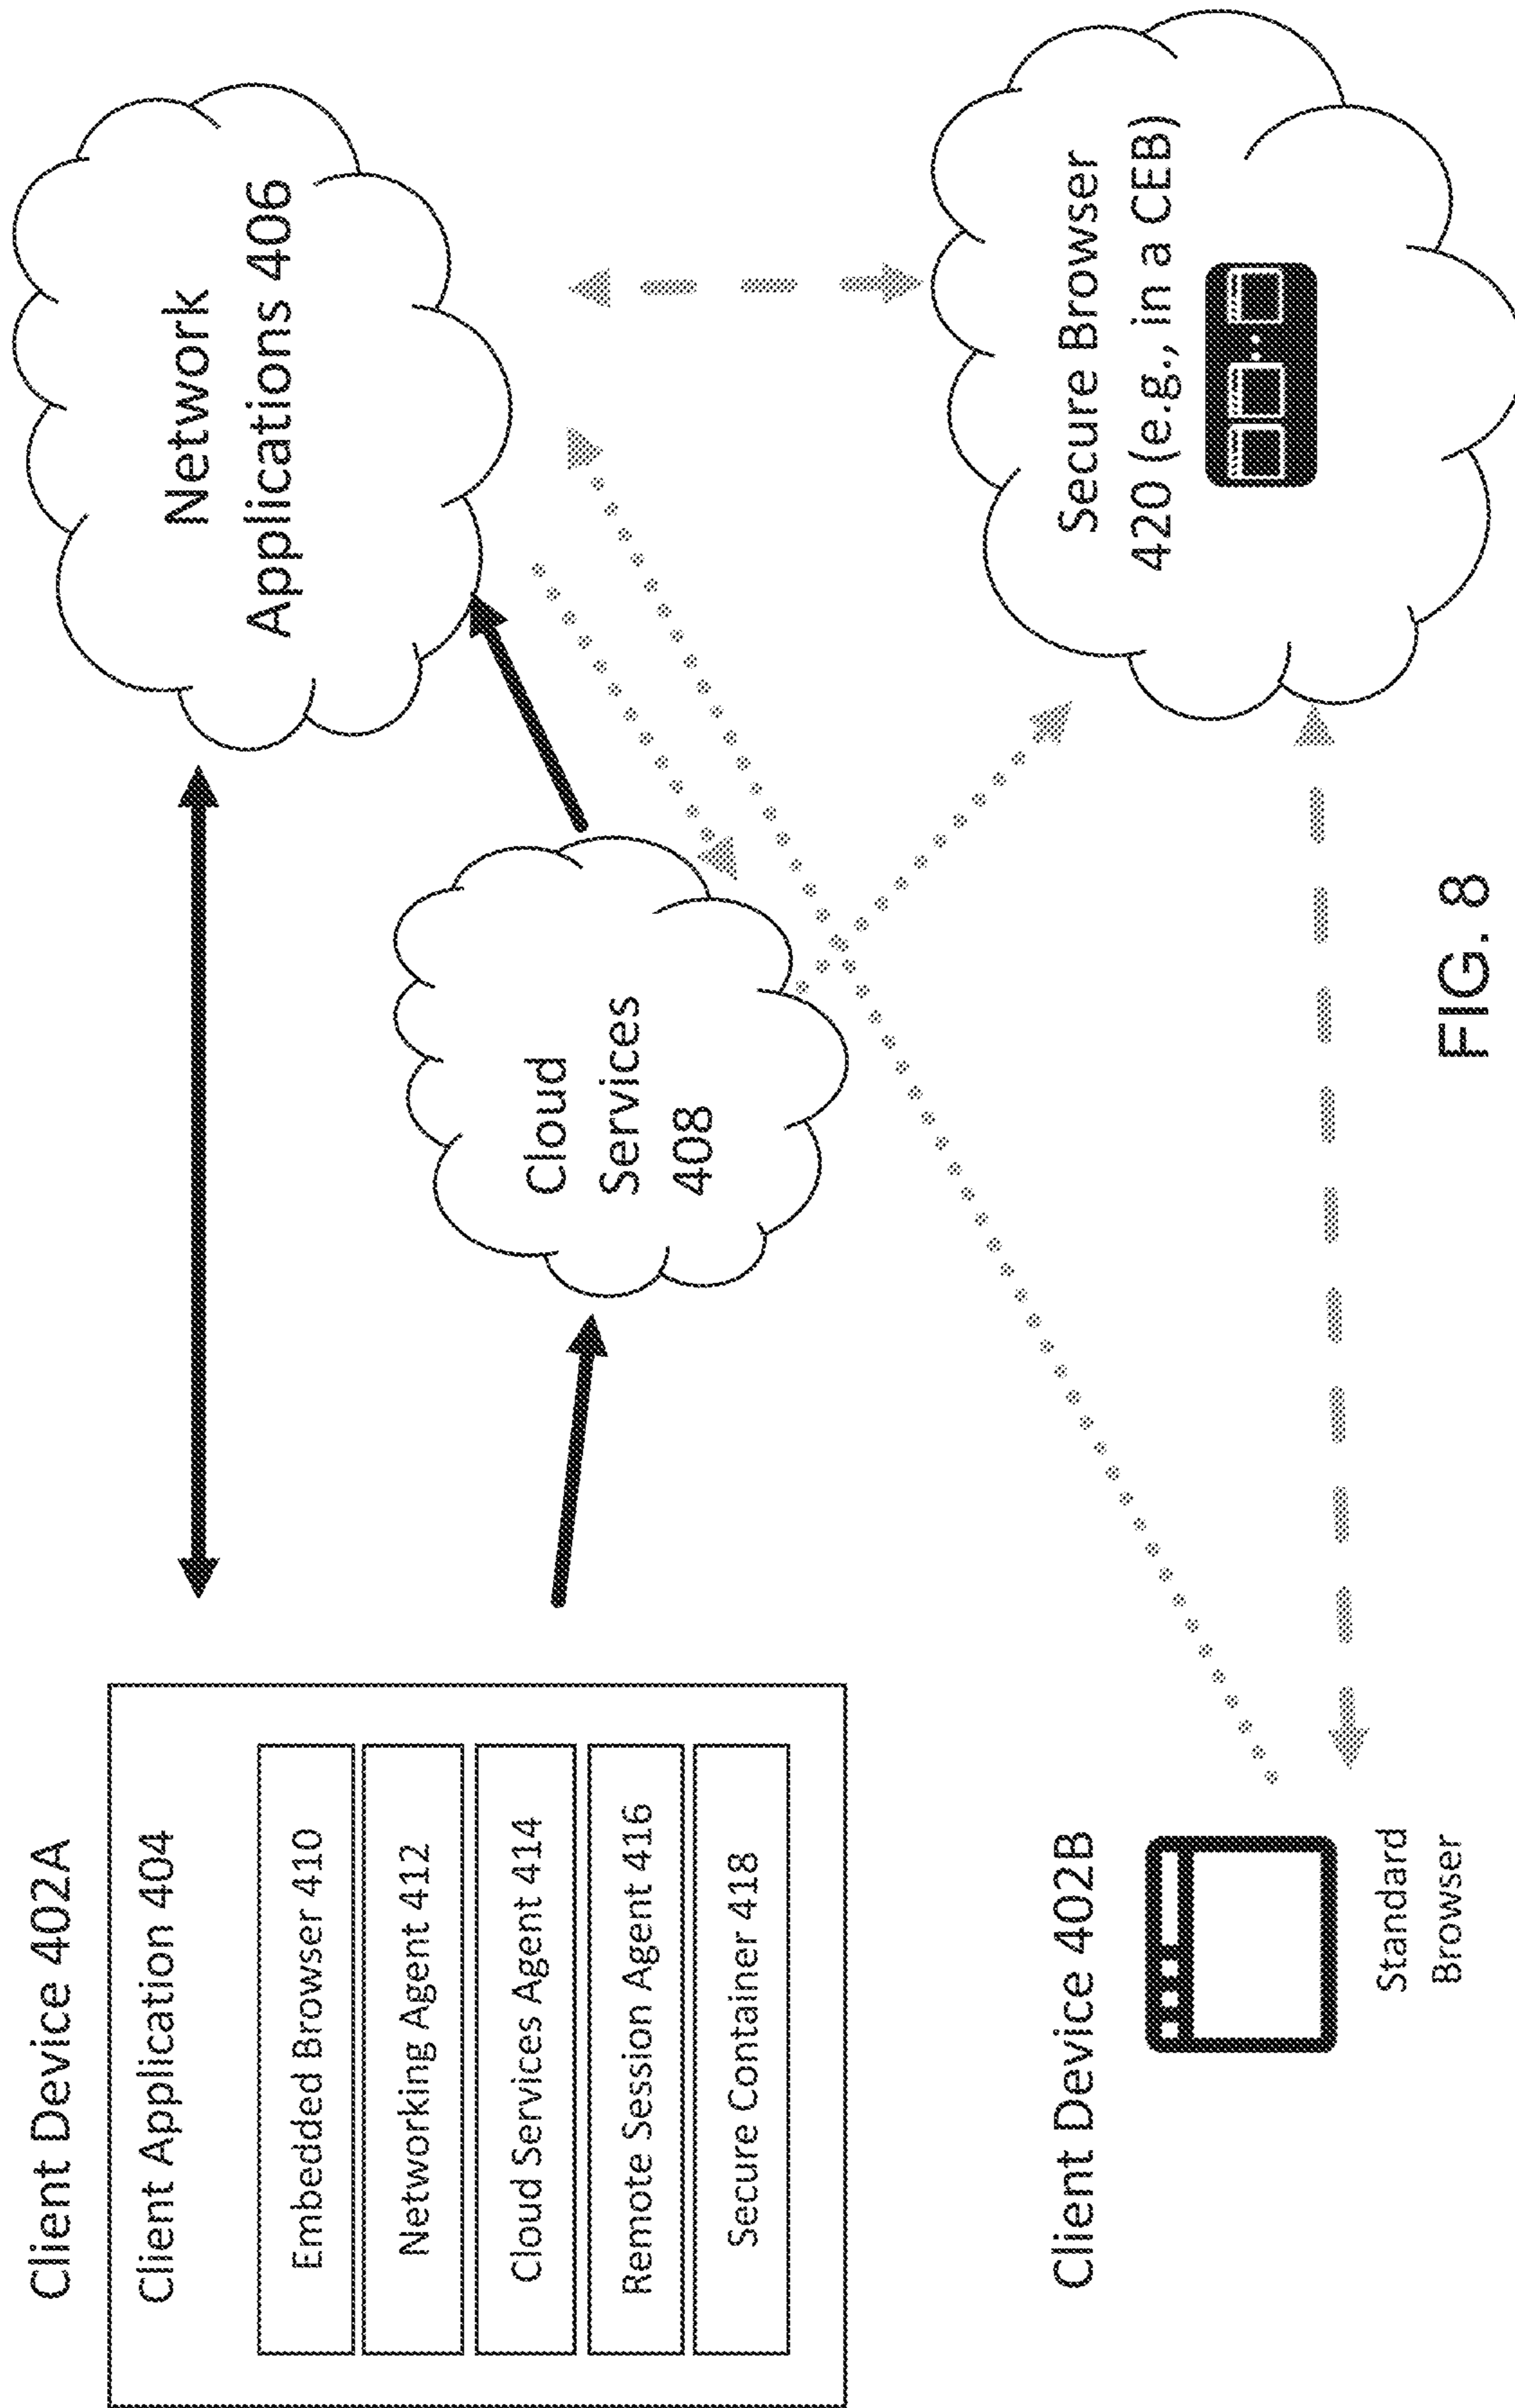 Client Device 402A
Client Application 404
Embedded Browser 410
Networking Agent 412
Cloud Services Agent 414
Remote Session Agent 416
Secure Container 418
Network
Applications 406
Cloud
Services
408
Client Device 402B
Standard
Browser
Secure Browser
420 (e.g., in a CEB)
FIG. 8